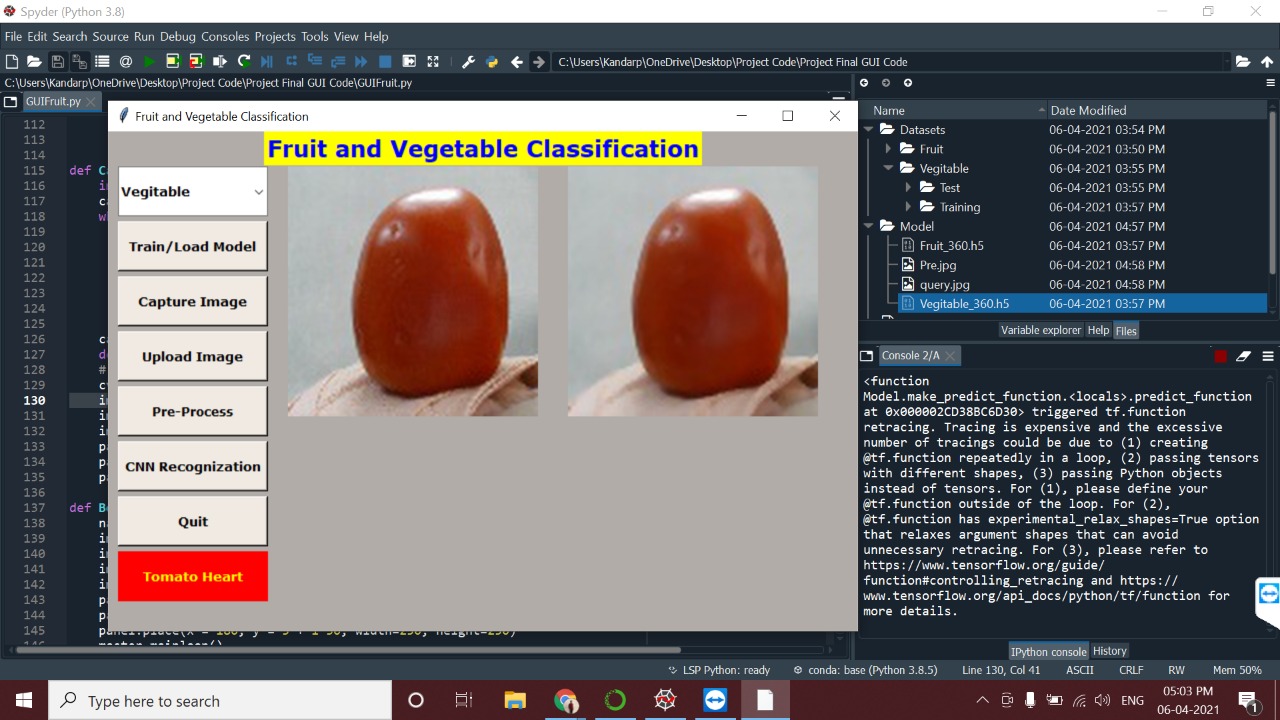 Spyder (Python 3.8)
File Edit Search Source Run Debug Consoles Projects Tools View Help
C:\Users\Kandarp\OneDrive\Desktop\Project Code\Project Final GUI Code
C:\Users\Kandarp\OneDrive\Desktop\Project Code\Project Final GUI Code\GUIFruit.py
GUIFruit.py
112
113
114
115 def C
116
117
118
119
120
121
122
123
124
125
126
127
128 #
129
130
131
132
133
134
135
136
137 def B
138
139
140
141
142
143
144
145
Fruit and Vegetable Classification
Fruit and Vegetable Classification
Vegitable
Train/Load Model
Capture Image
Upload Image
Pre-Process
CNN Recognization
Quit
Tomato Heart
Name Date Modified
Datasets 06-04-2021 03:54 PM
Fruit 06-04-2021 03:50 PM
Vegitable 06-04-2021 03:55 PM
Test 06-04-2021 03:55 PM
Training 06-04-2021 03:57 PM
Model 06-04-2021 04:57 PM
Fruit_360.h5 06-04-2021 03:57 PM
Pre.jpg 06-04-2021 04:58 PM
query.jpg 06-04-2021 04:58 PM
Vegitable_360.h5 06-04-2021 03:57 PM
Variable explorer Help Files
Console 2/A
<function
Model.make_predict_function.<locals>.predict_function
at 0x000002CD38BC6D30> triggered tf.function
retracing. Tracing is expensive and the excessive
number of tracings could be due to (1) creating
@tf.function repeatedly in a loop, (2) passing tensors
with different shapes, (3) passing Python objects
instead of tensors. For (1), please define your
@tf.function outside of the loop. For (2),
@tf.function has experimental_relax_shapes=True option
that relaxes argument shapes that can avoid
unnecessary retracing. For (3), please refer to
https://www.tensorflow.org/guide/
function#controlling_retracing and https://
www.tensorflow.org/api_docs/python/tf/function for
more details.
IPython console History
LSP Python: ready conda: base (Python 3.8.5) Line 130, Col 41 ASCII CRLF RW Mem 50%
Type here to search
ENG
05:03 PM
06-04-2021
1